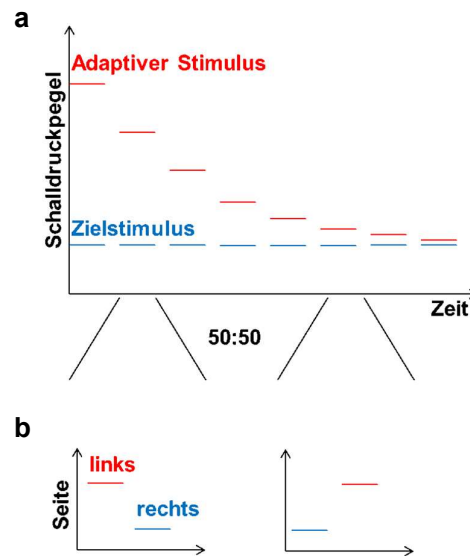 a
Schalldruckpegel
Adaptiver Stimulus
Zielstimulus
Zeit
50:50
b
Seite
links
rechts